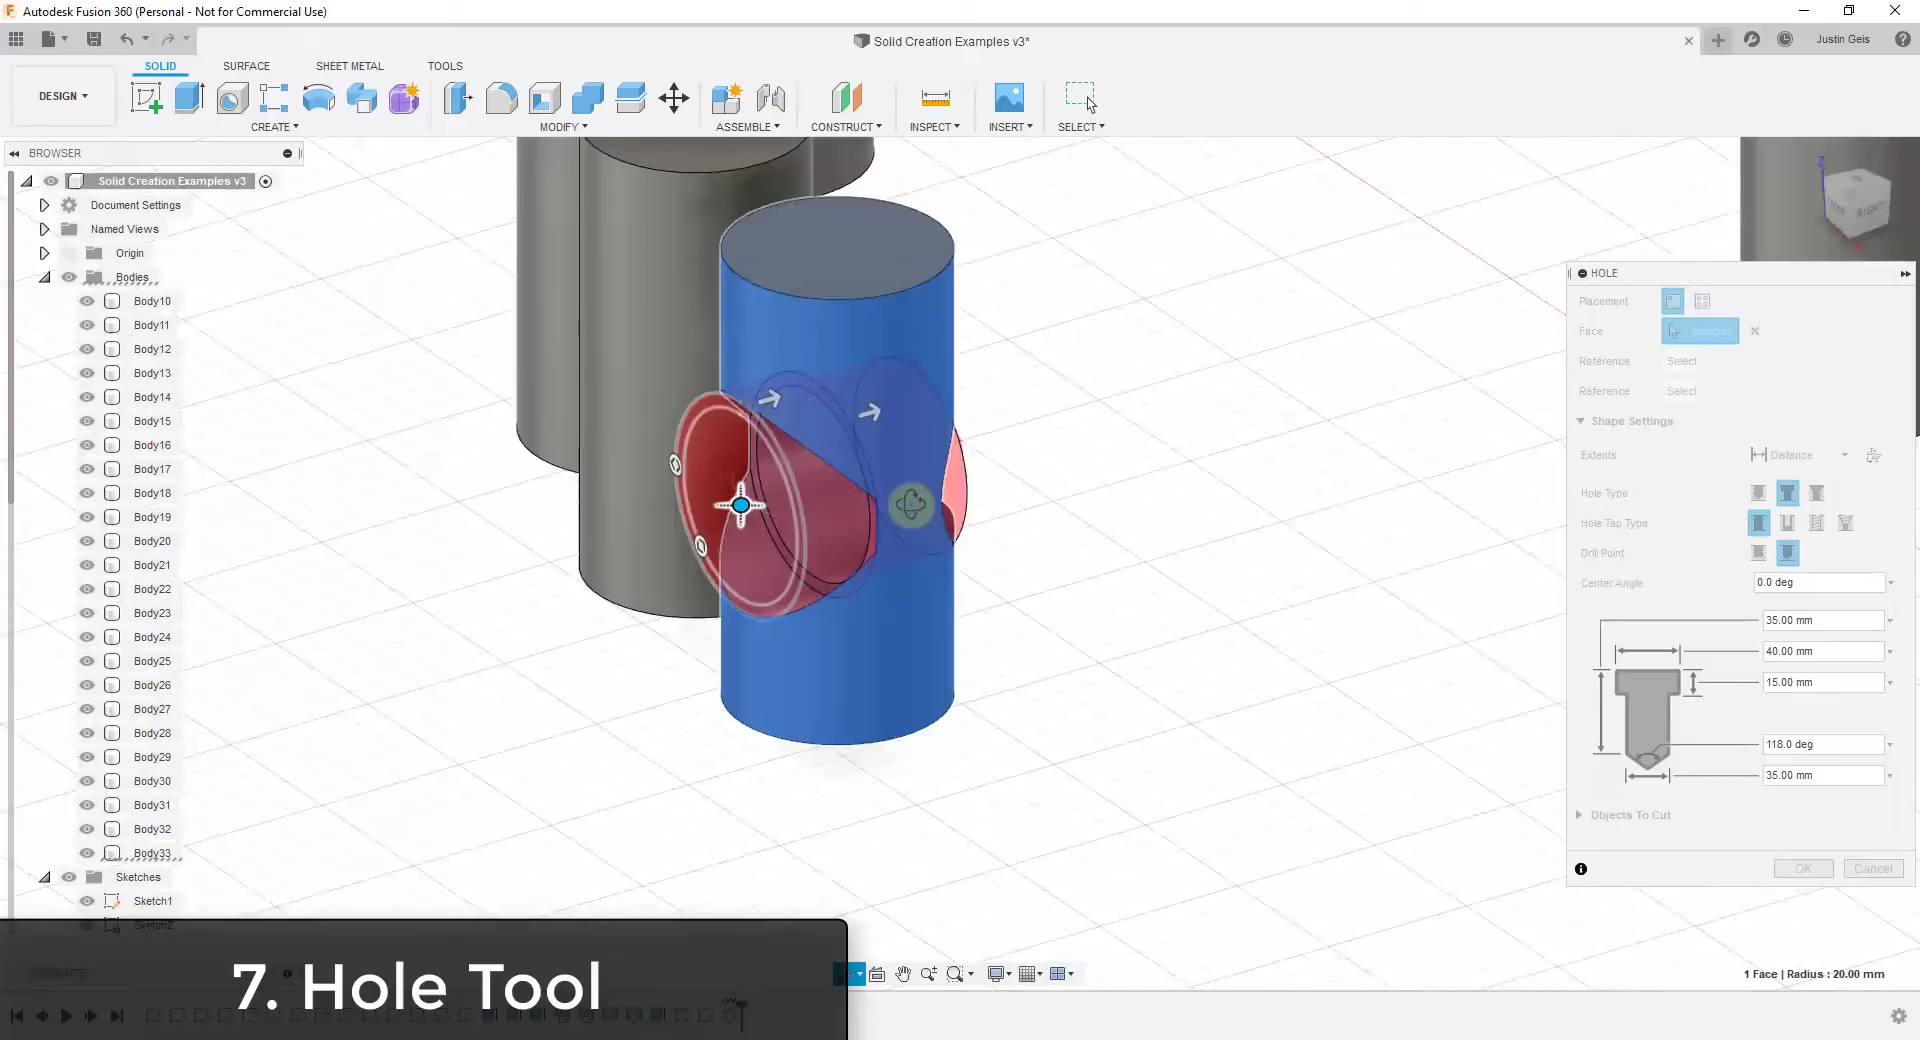 Autodesk Fusion 360 (Personal - Not for Commercial Use)
Solid Creation Examples v3*
Justin Geis
SOLID SURFACE SHEET METAL TOOLS
DESIGN
CREATE MODIFY ASSEMBLE CONSTRUCT INSPECT INSERT SELECT
BROWSER
Solid Creation Examples v3
Document Settings
Named Views
Origin
Bodies
Body10
Body11
Body12
Body13
Body14
Body15
Body16
Body17
Body18
Body19
Body20
Body21
Body22
Body23
Body24
Body25
Body26
Body27
Body28
Body29
Body30
Body31
Body32
Body33
Sketches
Sketch1
Sketch2
Z
RIGHT
HOLE
Placement
Face
Reference Select
Reference Select
Shape Settings
Extents Distance
Hole Type
Hole Tap Type
Drill Point
Center Angle 0.0 deg
35.00 mm
40.00 mm
15.00 mm
118.0 deg
35.00 mm
Objects To Cut
OK Cancel
1 Face | Radius : 20.00 mm
7. Hole Tool